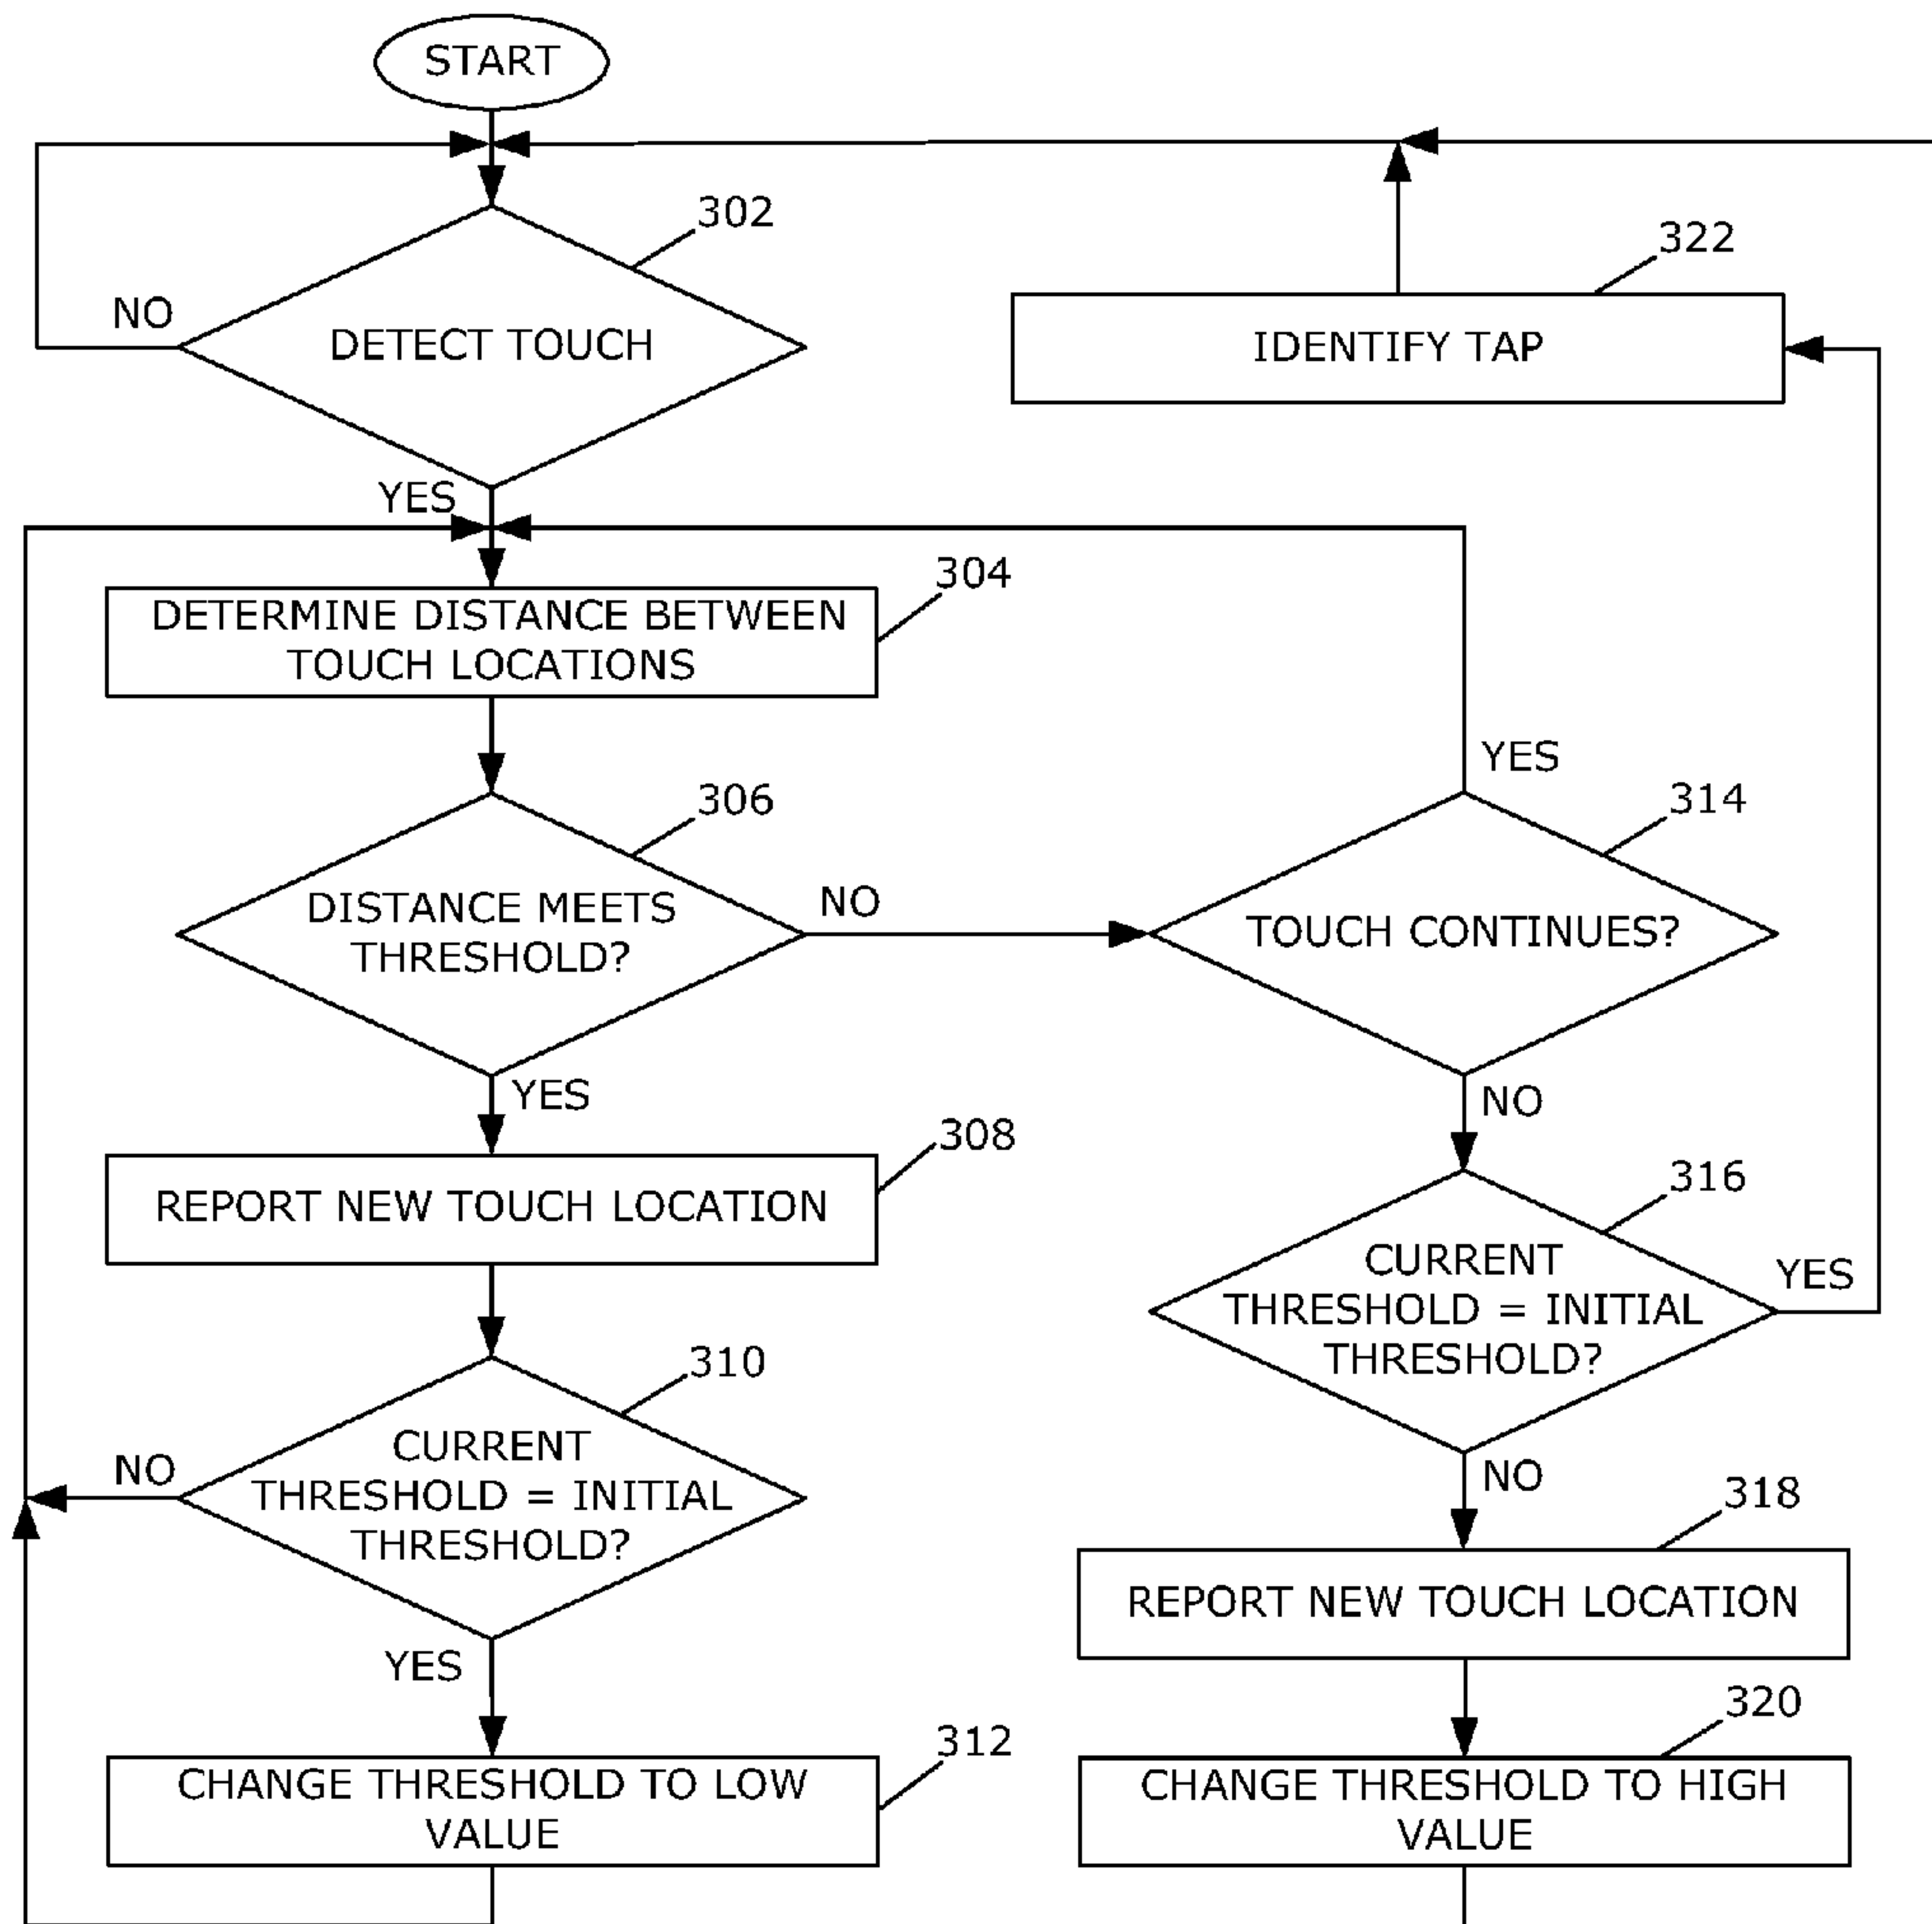 START
302
NO
DETECT TOUCH
YES
304
DETERMINE DISTANCE BETWEEN
TOUCH LOCATIONS
306
DISTANCE MEETS
THRESHOLD?
NO
YES
308
REPORT NEW TOUCH LOCATION
310
CURRENT
THRESHOLD = INITIAL
THRESHOLD?
NO
YES
312
CHANGE THRESHOLD TO LOW
VALUE
322
IDENTIFY TAP
YES
314
TOUCH CONTINUES?
NO
316
CURRENT
THRESHOLD = INITIAL
THRESHOLD?
YES
NO
318
REPORT NEW TOUCH LOCATION
320
CHANGE THRESHOLD TO HIGH
VALUE